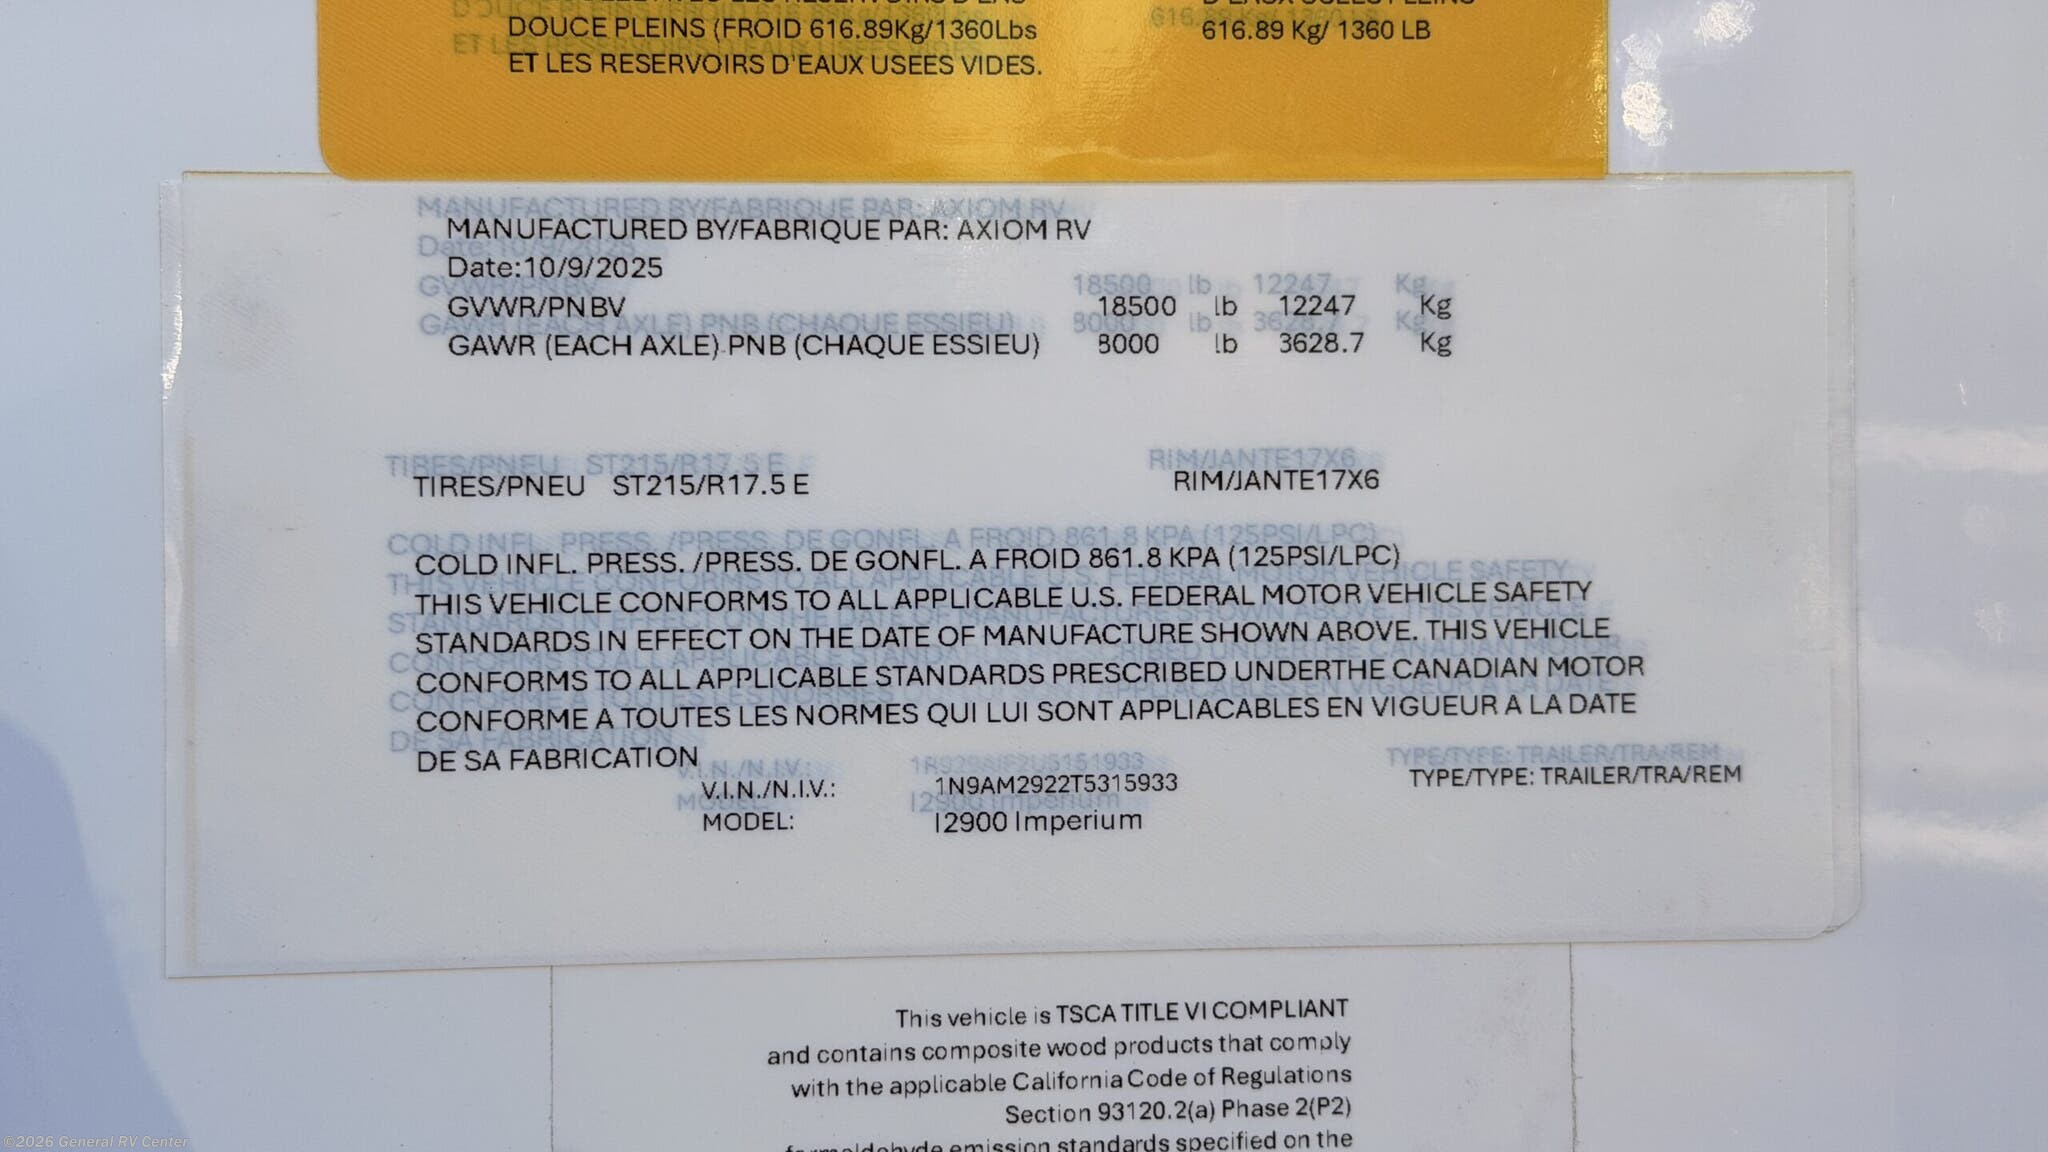 DOUCE PLEINS (FROID 616.89Kg/1360Lbs
616.89 Kg/ 1360 LB
ET LES RESERVOIRS D'EAUX USEES VIDES.
MANUFACTURED BY/FABRIQUE PAR: AXIOM RV
Date:10/9/2025
GVWR/PNBV 18500 lb 12247 Kg
GAWR (EACH AXLE) PNB (CHAQUE ESSIEU) 8000 lb 3628.7 Kg
TIRES/PNEU ST215/R17.5 E RIM/JANTE17X6
COLD INFL. PRESS. /PRESS. DE GONFL. A FROID 861.8 KPA (125PSI/LPC)
THIS VEHICLE CONFORMS TO ALL APPLICABLE U.S. FEDERAL MOTOR VEHICLE SAFETY
STANDARDS IN EFFECT ON THE DATE OF MANUFACTURE SHOWN ABOVE. THIS VEHICLE
CONFORMS TO ALL APPLICABLE STANDARDS PRESCRIBED UNDERTHE CANADIAN MOTOR
CONFORME A TOUTES LES NORMES QUI LUI SONT APPLIACABLES EN VIGUEUR A LA DATE
DE SA FABRICATION
V.I.N./N.I.V.: 1N9AM2922T5315933 TYPE/TYPE: TRAILER/TRA/REM
MODEL: I2900 Imperium
This vehicle is TSCA TITLE VI COMPLIANT
and contains composite wood products that comply
with the applicable California Code of Regulations
Section 93120.2(a) Phase 2(P2)
formaldehyde emission standards specified on the
©2026 General RV Center